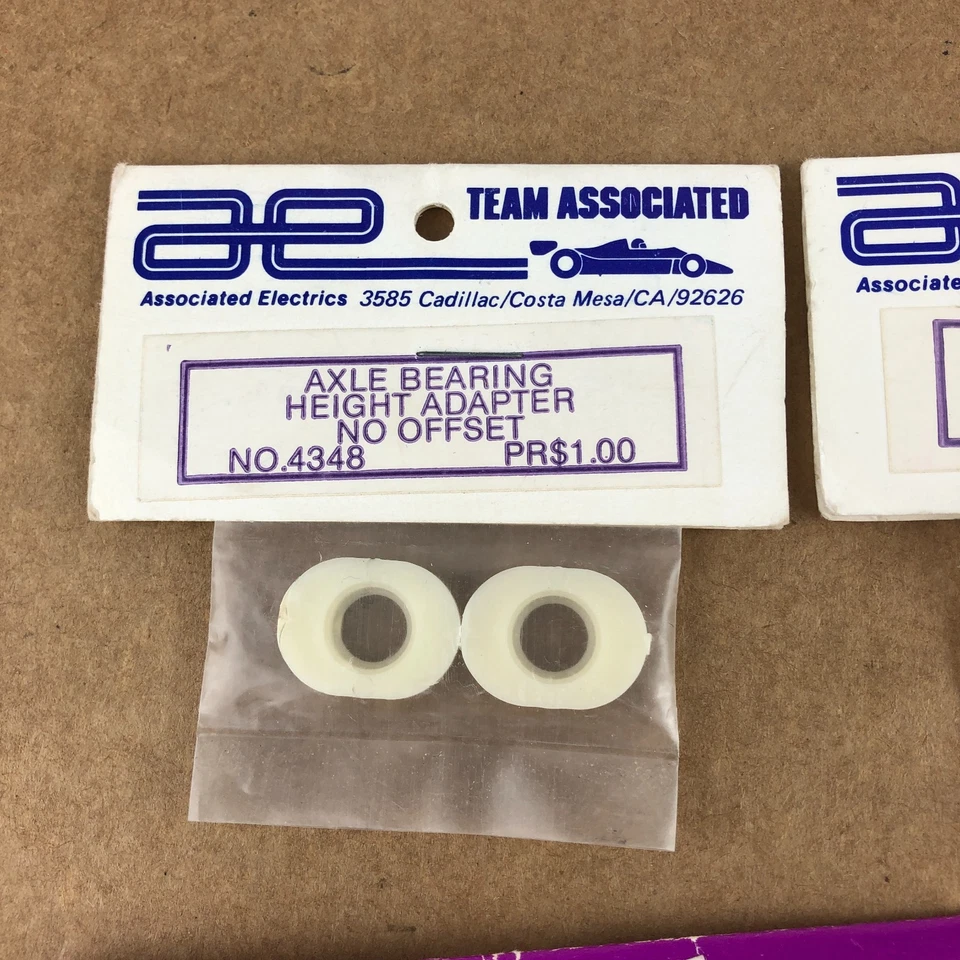 ae TEAM ASSOCIATED
Associated Electrics 3585 Cadillac/Costa Mesa/CA/92626
AXLE BEARING
HEIGHT ADAPTER
NO OFFSET
NO.4348 PR$1.00
a
Associate